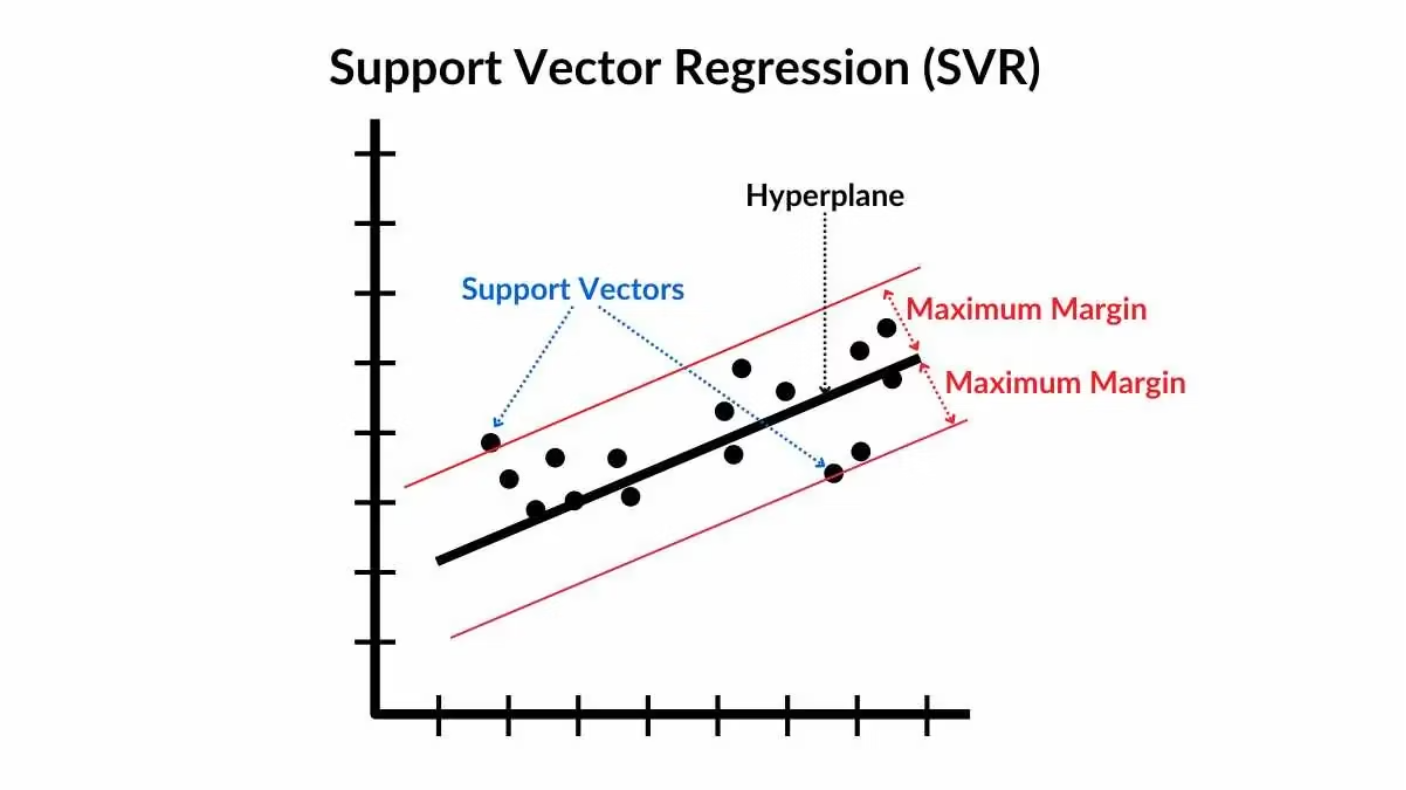 Support Vector Regression (SVR)
Hyperplane
Support Vectors
Maximum Margin
Maximum Margin